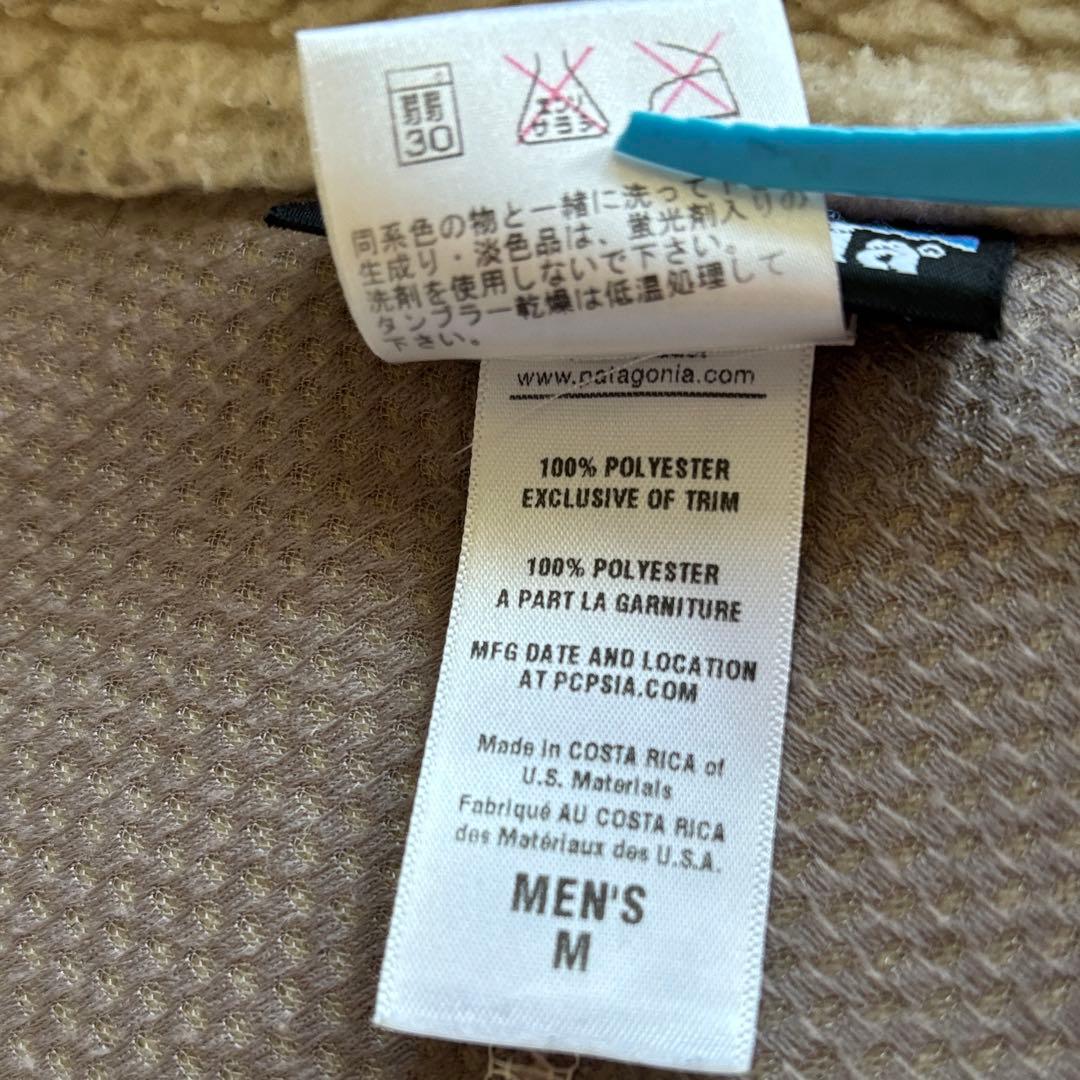 弱
30
エンソ
サラシ
同系色の物と一緒に洗って下
生成り・淡色品は、蛍光剤入りの
洗剤を使用しないで下さい。
タンブラー乾燥は低温処理して
下さい。
www.patagonia.com
100% POLYESTER
EXCLUSIVE OF TRIM
100% POLYESTER
A PART LA GARNITURE
MFG DATE AND LOCATION
AT PCPSIA.COM
Made in COSTA RICA of
U.S. Materials
Fabriqué AU COSTA RICA
des Matériaux des U.S.A.
MEN'S
M